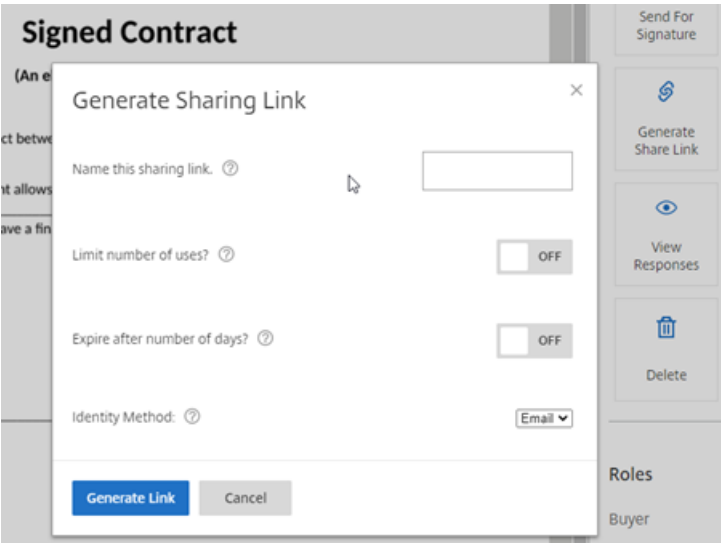 Signed Contract
(An e
ct betwe
nt allows
ave a fin
Generate Sharing Link
Name this sharing link.
Limit number of uses?
OFF
Expire after number of days?
OFF
Identity Method:
Email
Generate Link
Cancel
Send For
Signature
Generate
Share Link
View
Responses
Delete
Roles
Buyer